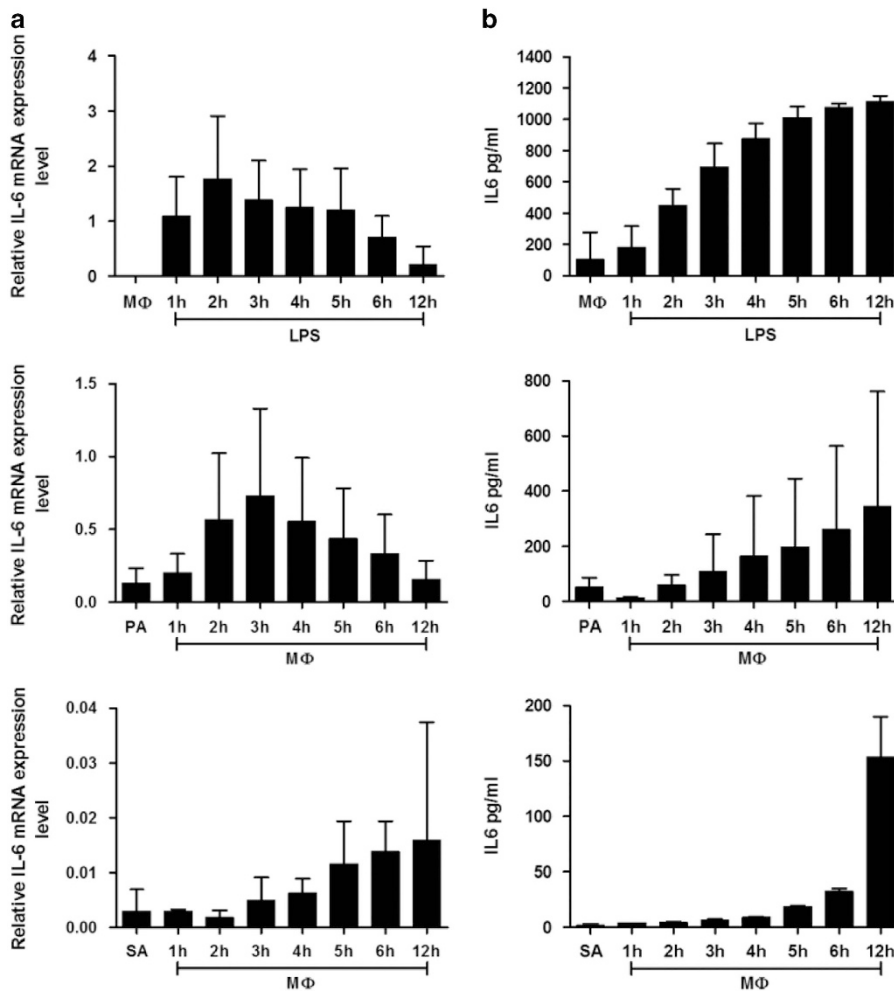 a
Relative IL-6 mRNA expression
level
4
3
2
1
0
MΦ 1h 2h 3h 4h 5h 6h 12h
LPS
b
IL6 pg/ml
1400
1200
1000
800
600
400
200
0
MΦ 1h 2h 3h 4h 5h 6h 12h
LPS
Relative IL-6 mRNA expression
level
1.5
1.0
0.5
0.0
PA 1h 2h 3h 4h 5h 6h 12h
MΦ
IL6 pg/ml
800
600
400
200
0
PA 1h 2h 3h 4h 5h 6h 12h
MΦ
Relative IL-6 mRNA expression
level
0.04
0.03
0.02
0.01
0.00
SA 1h 2h 3h 4h 5h 6h 12h
MΦ
IL6 pg/ml
200
150
100
50
0
SA 1h 2h 3h 4h 5h 6h 12h
MΦ